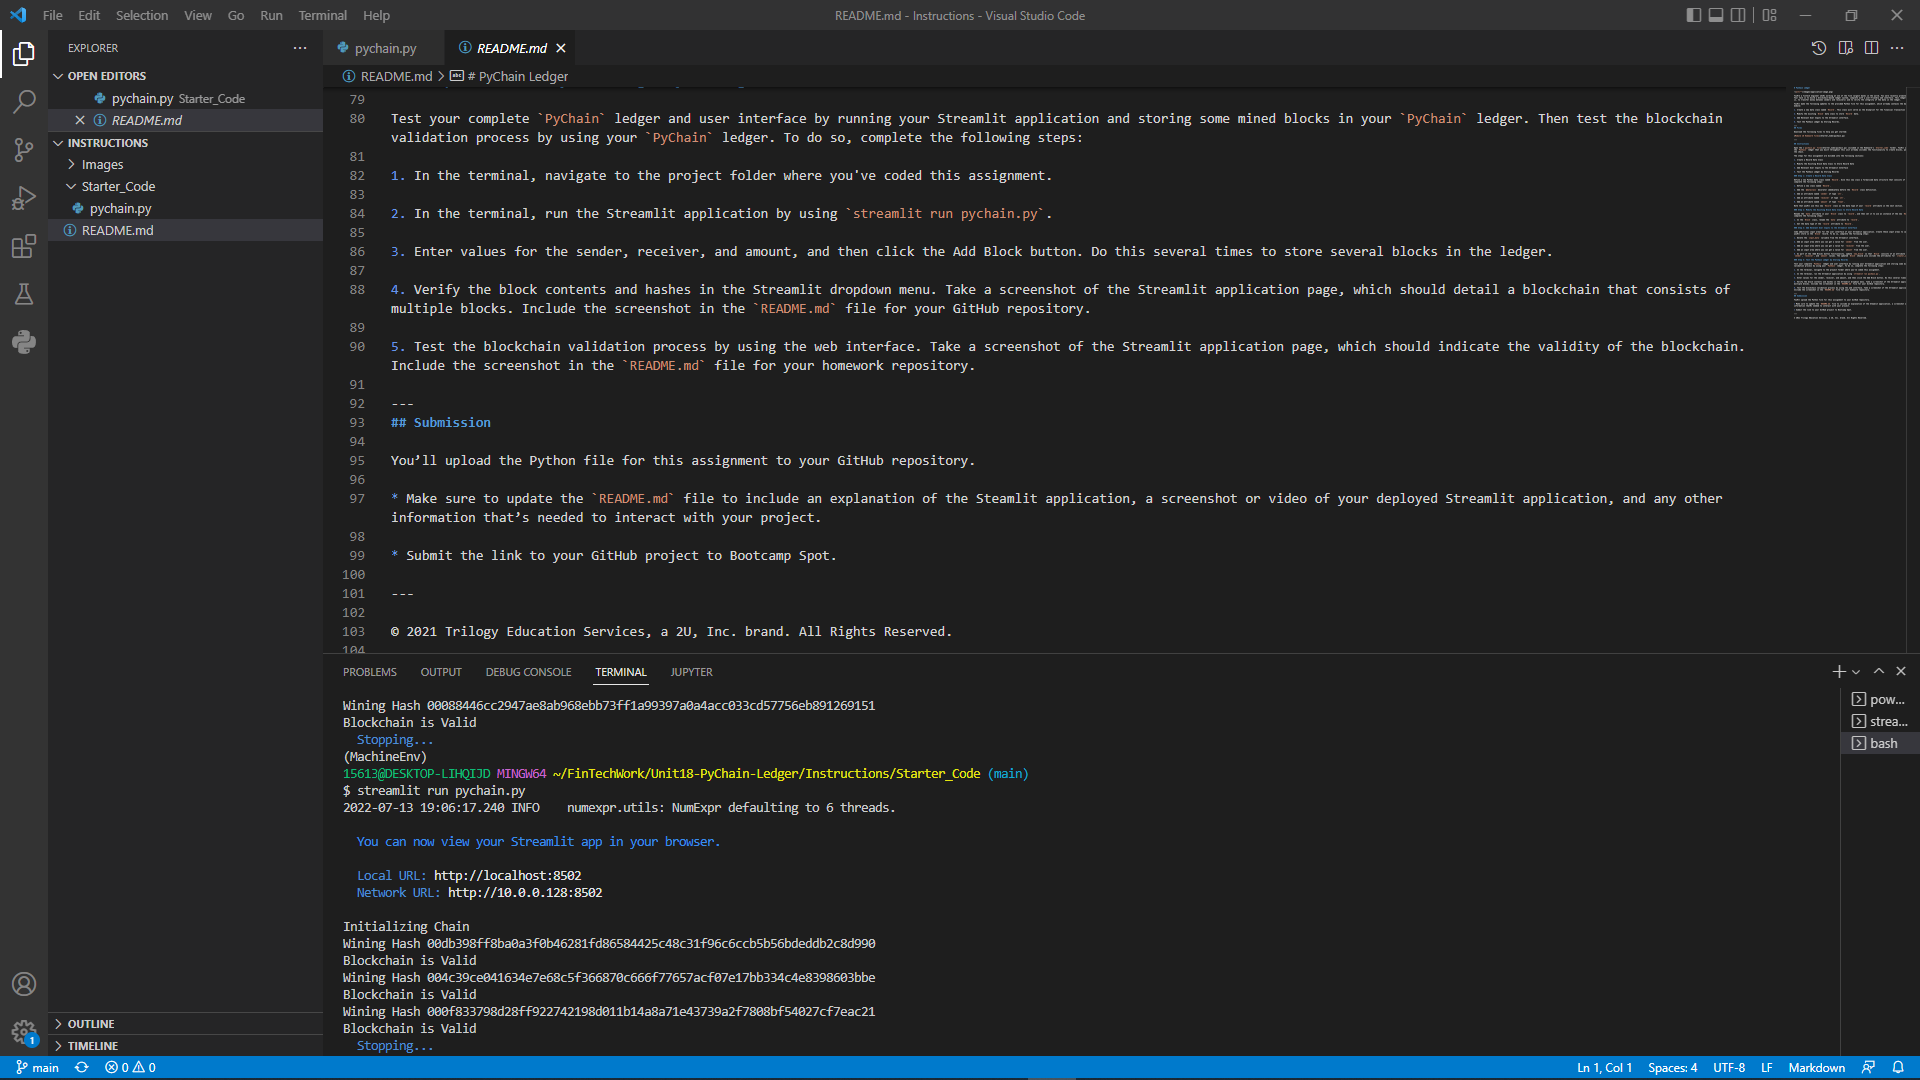 File Edit Selection View Go Run Terminal Help
README.md - Instructions - Visual Studio Code
EXPLORER
OPEN EDITORS
pychain.py Starter_Code
README.md
INSTRUCTIONS
Images
Starter_Code
pychain.py
README.md
OUTLINE
TIMELINE
pychain.py
README.md
README.md > # PyChain Ledger
79
80 Test your complete `PyChain` ledger and user interface by running your Streamlit application and storing some mined blocks in your `PyChain` ledger. Then test the blockchain
validation process by using your `PyChain` ledger. To do so, complete the following steps:
81
82 1. In the terminal, navigate to the project folder where you've coded this assignment.
83
84 2. In the terminal, run the Streamlit application by using `streamlit run pychain.py`.
85
86 3. Enter values for the sender, receiver, and amount, and then click the Add Block button. Do this several times to store several blocks in the ledger.
87
88 4. Verify the block contents and hashes in the Streamlit dropdown menu. Take a screenshot of the Streamlit application page, which should detail a blockchain that consists of
multiple blocks. Include the screenshot in the `README.md` file for your GitHub repository.
89
90 5. Test the blockchain validation process by using the web interface. Take a screenshot of the Streamlit application page, which should indicate the validity of the blockchain.
Include the screenshot in the `README.md` file for your homework repository.
91
92 ---
93 ## Submission
94
95 You’ll upload the Python file for this assignment to your GitHub repository.
96
97 * Make sure to update the `README.md` file to include an explanation of the Steamlit application, a screenshot or video of your deployed Streamlit application, and any other
information that’s needed to interact with your project.
98
99 * Submit the link to your GitHub project to Bootcamp Spot.
100
101 ---
102
103 © 2021 Trilogy Education Services, a 2U, Inc. brand. All Rights Reserved.
104
PROBLEMS OUTPUT DEBUG CONSOLE TERMINAL JUPYTER
Wining Hash 00088446cc2947ae8ab968ebb73ff1a99397a0a4acc033cd57756eb891269151
Blockchain is Valid
Stopping...
(MachineEnv)
15613@DESKTOP-LIHQIJD MINGW64 ~/FinTechWork/Unit18-PyChain-Ledger/Instructions/Starter_Code (main)
$ streamlit run pychain.py
2022-07-13 19:06:17.240 INFO    numexpr.utils: NumExpr defaulting to 6 threads.
You can now view your Streamlit app in your browser.
Local URL: http://localhost:8502
Network URL: http://10.0.0.128:8502
Initializing Chain
Wining Hash 00db398ff8ba0a3f0b46281fd86584425c48c31f96c6ccb5b56bdeddb2c8d990
Blockchain is Valid
Wining Hash 004c39ce041634e7e68c5f366870c666f77657acf07e17bb334c4e8398603bbe
Blockchain is Valid
Wining Hash 000f833798d28ff922742198d011b14a8a71e43739a2f7808bf54027cf7eac21
Blockchain is Valid
Stopping...
pow...
strea...
bash
1
main 0 0
Ln 1, Col 1 Spaces: 4 UTF-8 LF Markdown